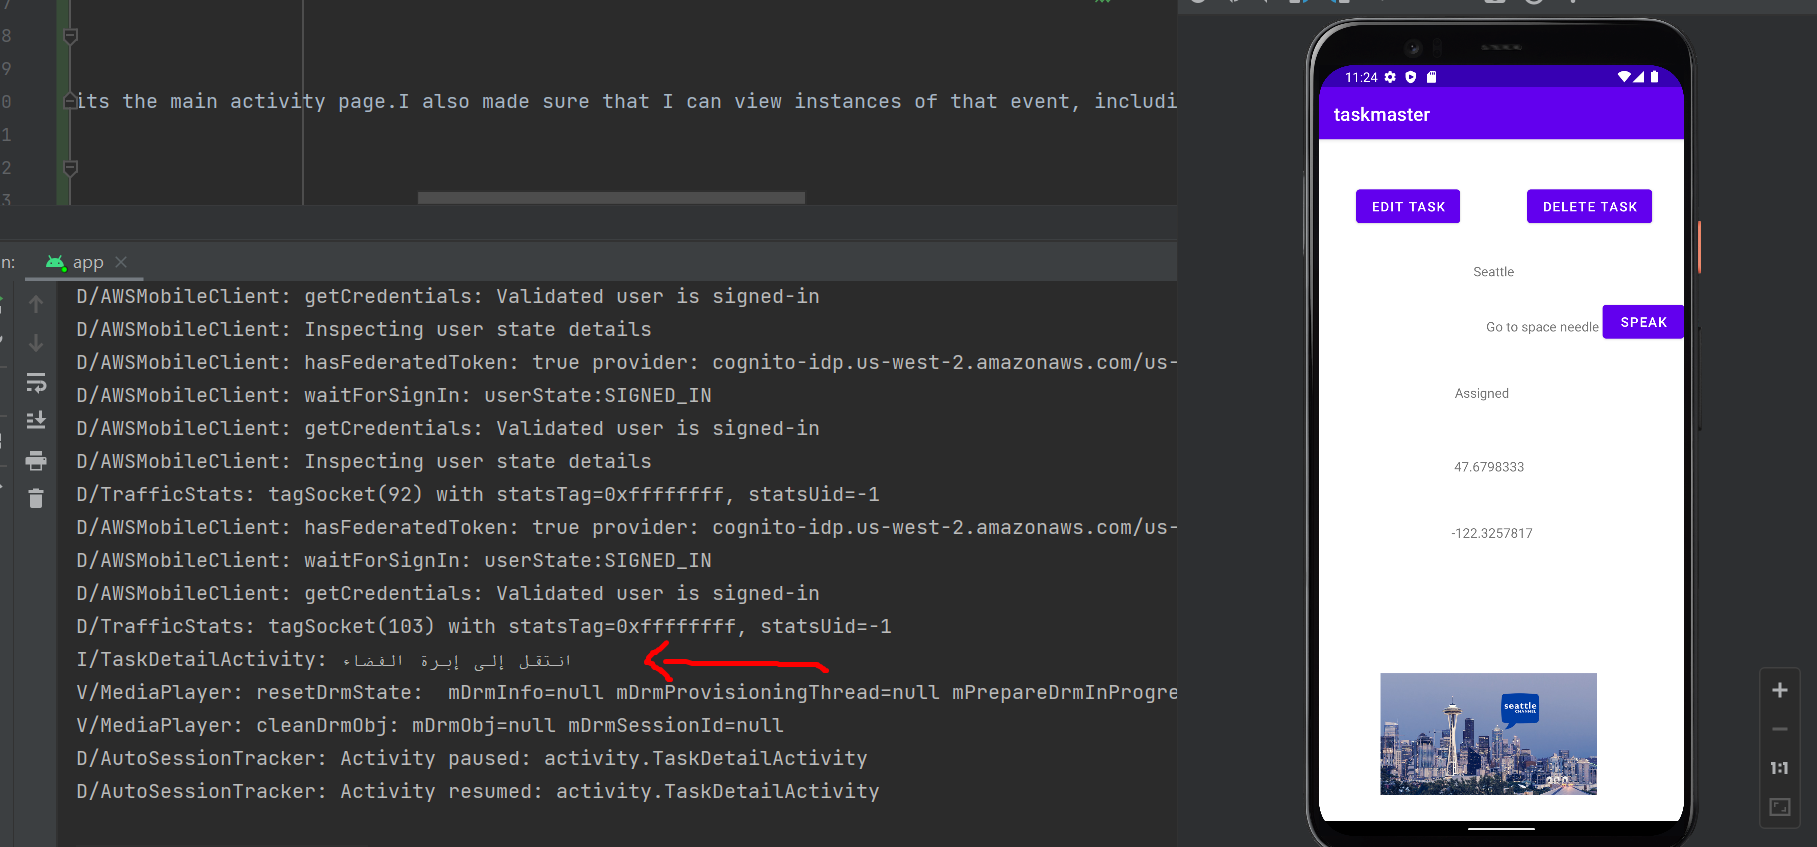 7
8
9
0
its the main activity page.I also made sure that I can view instances of that event, includi
1
2
3
n:
app
D/AWSMobileClient: getCredentials: Validated user is signed-in
D/AWSMobileClient: Inspecting user state details
D/AWSMobileClient: hasFederatedToken: true provider: cognito-idp.us-west-2.amazonaws.com/us-
D/AWSMobileClient: waitForSignIn: userState:SIGNED_IN
D/AWSMobileClient: getCredentials: Validated user is signed-in
D/AWSMobileClient: Inspecting user state details
D/TrafficStats: tagSocket(92) with statsTag=0xffffffff, statsUid=-1
D/AWSMobileClient: hasFederatedToken: true provider: cognito-idp.us-west-2.amazonaws.com/us-
D/AWSMobileClient: waitForSignIn: userState:SIGNED_IN
D/AWSMobileClient: getCredentials: Validated user is signed-in
D/TrafficStats: tagSocket(103) with statsTag=0xffffffff, statsUid=-1
I/TaskDetailActivity: انتقل إلى إبرة الفضاء
V/MediaPlayer: resetDrmState:  mDrmInfo=null mDrmProvisioningThread=null mPrepareDrmInProgre
V/MediaPlayer: cleanDrmObj: mDrmObj=null mDrmSessionId=null
D/AutoSessionTracker: Activity paused: activity.TaskDetailActivity
D/AutoSessionTracker: Activity resumed: activity.TaskDetailActivity
11:24
taskmaster
EDIT TASK
DELETE TASK
Seattle
Go to space needle
SPEAK
Assigned
47.6798333
-122.3257817
seattle
CHANNEL
1:1